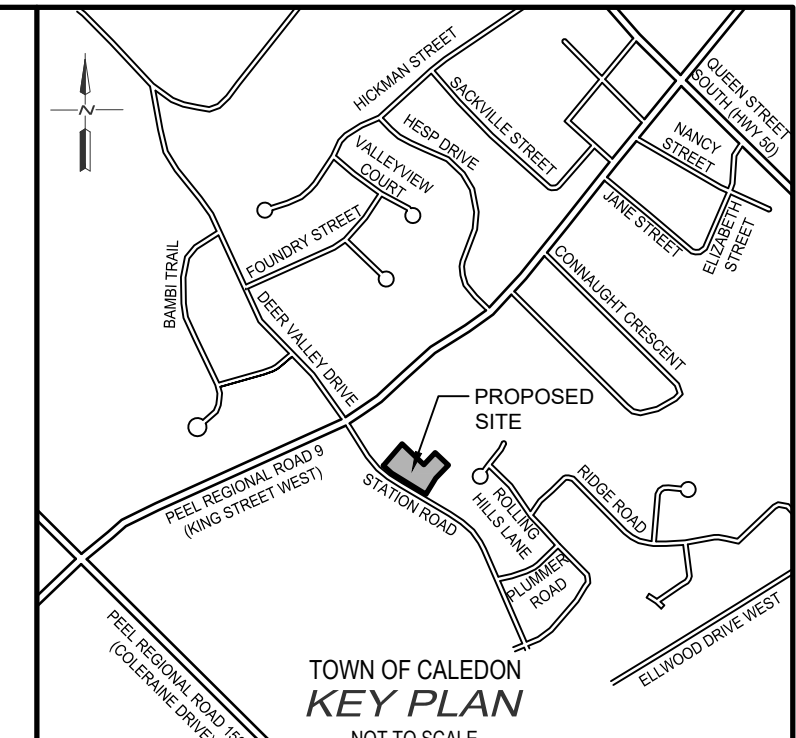 N
HICKMAN STREET
SACKVILLE STREET
QUEEN STREET
SOUTH (HWY 50)
HESP DRIVE
NANCY
STREET
VALLEYVIEW
COURT
JANE STREET
ELIZABETH
STREET
FOUNDRY STREET
BAMBI TRAIL
CONNAUGHT CRESCENT
DEER VALLEY DRIVE
PROPOSED
SITE
PEEL REGIONAL ROAD 9
(KING STREET WEST)
STATION ROAD
ROLLING
HILLS LANE
RIDGE ROAD
PLUMMER
ROAD
ELLWOOD DRIVE WEST
PEEL REGIONAL ROAD
(COLERAINE DRIVE)
TOWN OF CALEDON
KEY PLAN
NOT TO SCALE